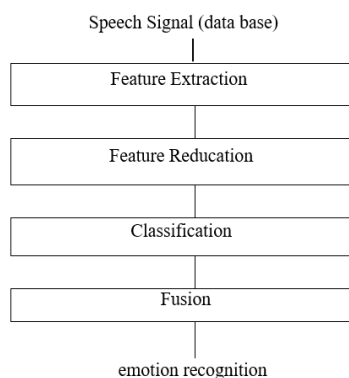 Speech Signal (data base)
Feature Extraction
Feature Reducation
Classification
Fusion
emotion recognition